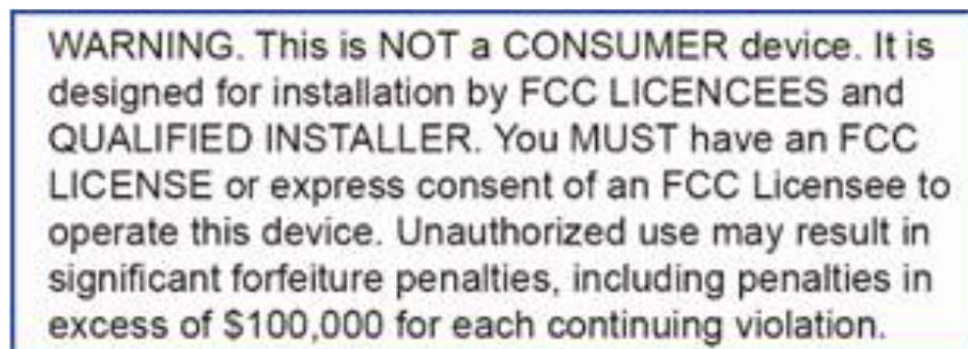 WARNING. This is NOT a CONSUMER device. It is
designed for installation by FCC LICENCEES and
QUALIFIED INSTALLER. You MUST have an FCC
LICENSE or express consent of an FCC Licensee to
operate this device. Unauthorized use may result in
significant forfeiture penalties, including penalties in
excess of $100,000 for each continuing violation.